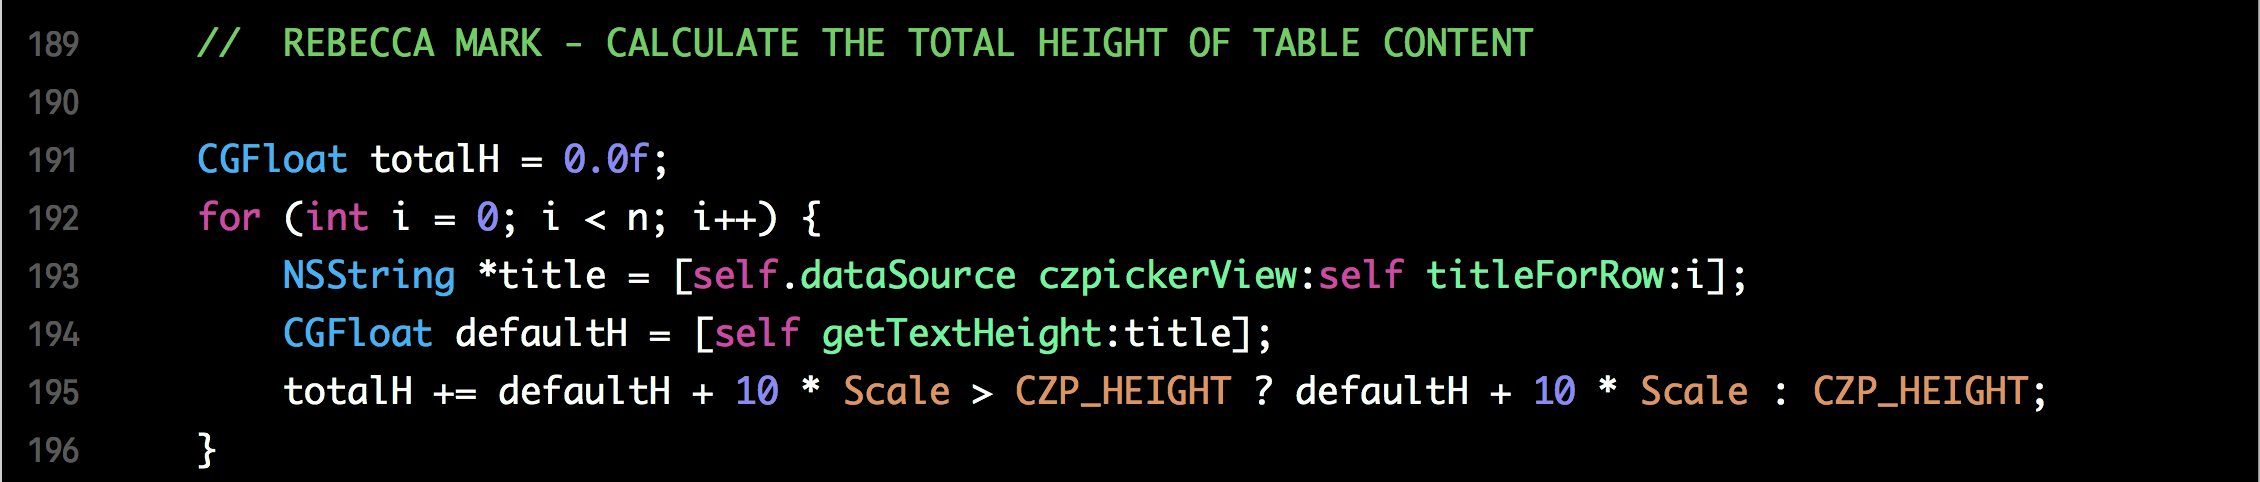 189 // REBECCA MARK - CALCULATE THE TOTAL HEIGHT OF TABLE CONTENT
190
191 CGFloat totalH = 0.0f;
192 for (int i = 0; i < n; i++) {
193 NSString *title = [self.dataSource czpickerView:self titleForRow:i];
194 CGFloat defaultH = [self getTextHeight:title];
195 totalH += defaultH + 10 * Scale > CZP_HEIGHT ? defaultH + 10 * Scale : CZP_HEIGHT;
196 }